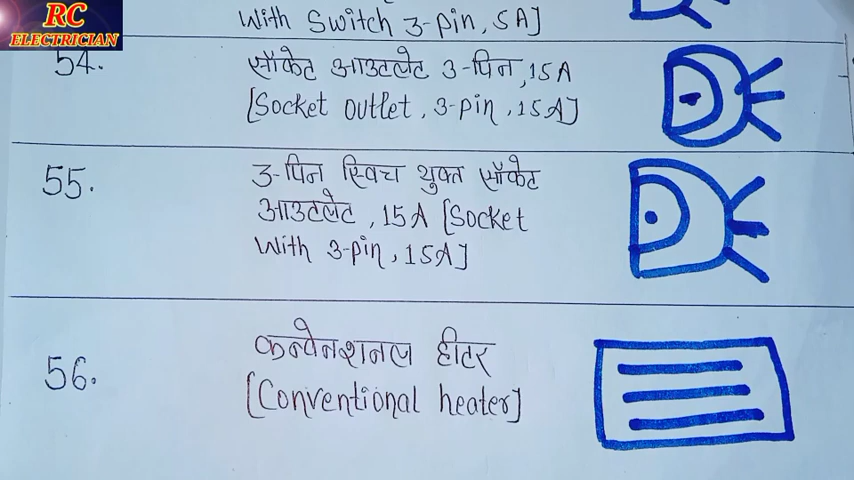 RC
ELECTRICIAN
With Switch 3-pin, 5A]
54.
सॉकेट आउटलेट 3-पिन, 15A
[Socket outlet, 3-pin, 15A]
55.
3-पिन स्विच युक्त सॉकेट
आउटलेट, 15A [Socket
With 3-pin, 15A]
56.
कन्वेनशनल हीटर
[Conventional heater]